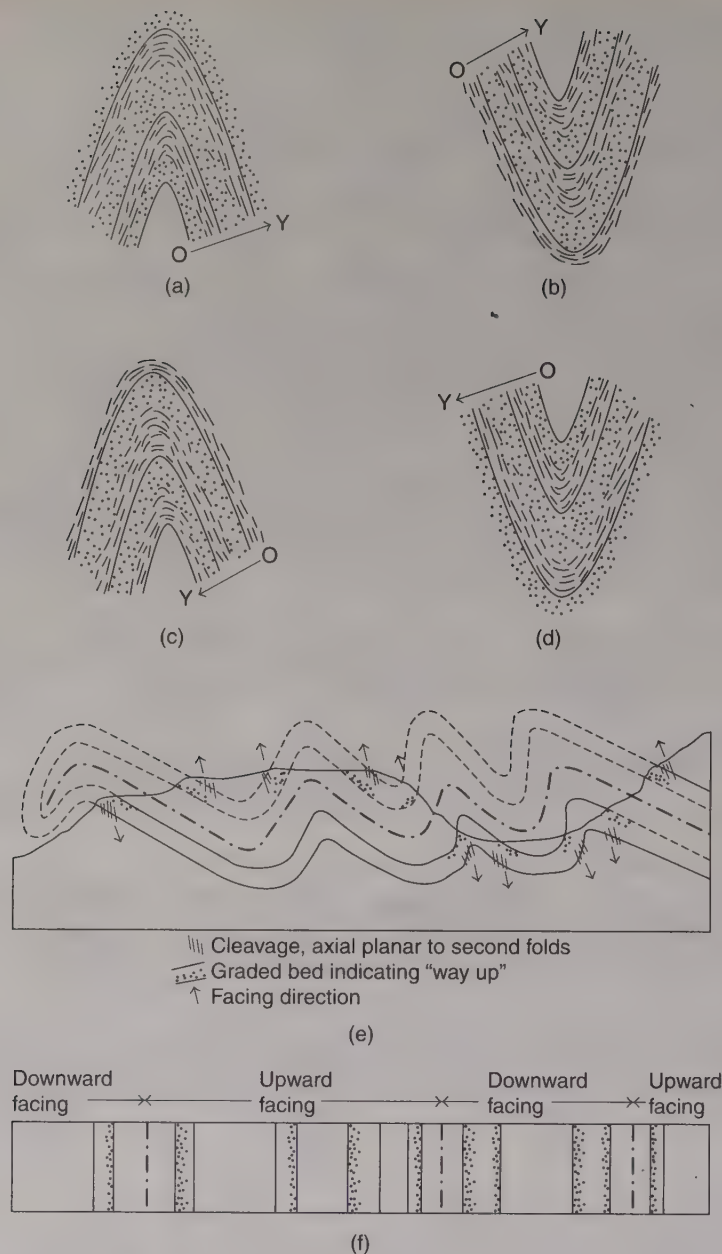 Y
O
(a)
Y
O
(b)
O
Y
(c)
O
Y
(d)
Cleavage, axial planar to second folds
Graded bed indicating "way up"
Facing direction
(e)
Downward facing
Upward facing
Downward facing
Upward facing
(f)